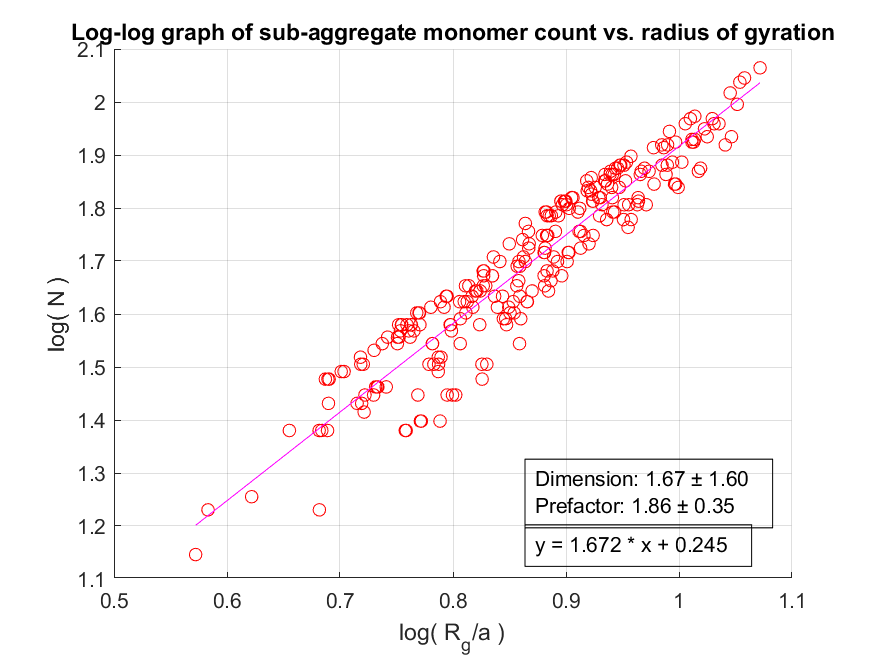 Log-log graph of sub-aggregate monomer count vs. radius of gyration
2.1
2
1.9
1.8
1.7
1.6
1.5
1.4
1.3
1.2
1.1
log( N )
Dimension: 1.67 ± 1.60
Prefactor: 1.86 ± 0.35
y = 1.672 * x + 0.245
0.5 0.6 0.7 0.8 0.9 1 1.1
log( Rg/a )